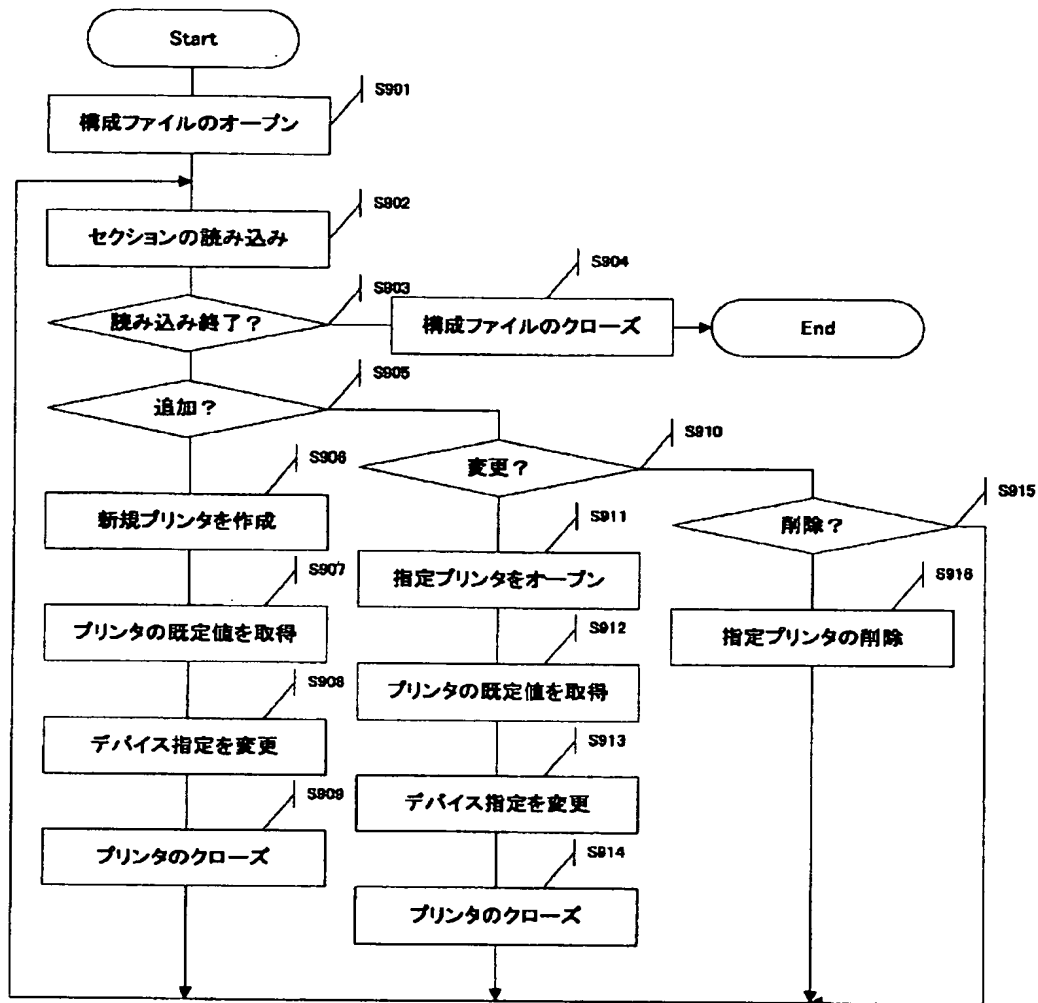 Start
S901
構成ファイルのオープン
S902
セクションの読み込み
S903
読み込み終了?
S904
構成ファイルのクローズ
End
S905
追加?
S906
新規プリンタを作成
S907
プリンタの既定値を取得
S908
デバイス指定を変更
S909
プリンタのクローズ
S910
変更?
S911
指定プリンタをオープン
S912
プリンタの既定値を取得
S913
デバイス指定を変更
S914
プリンタのクローズ
S915
削除?
S916
指定プリンタの削除